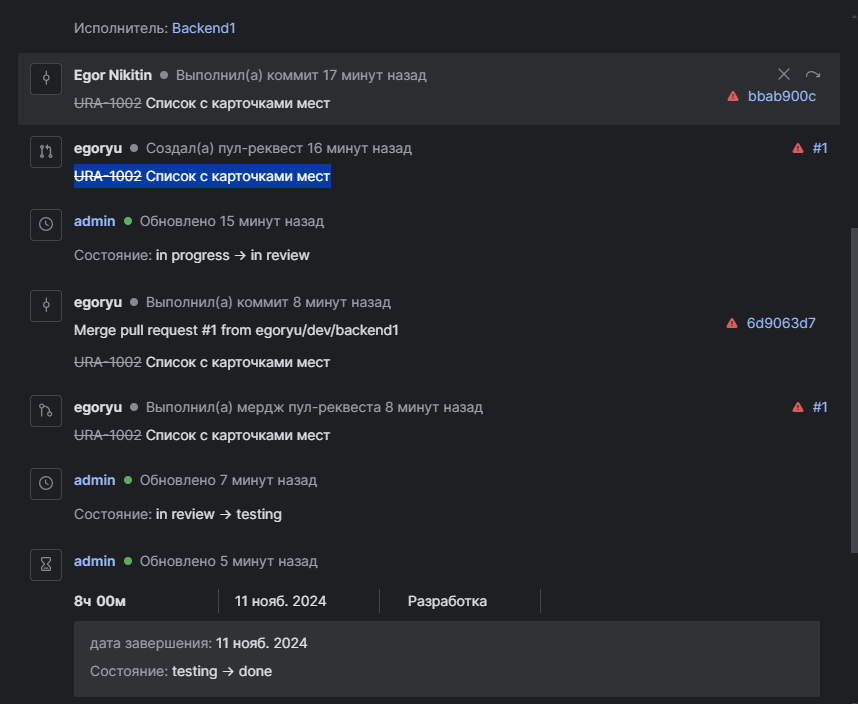 Исполнитель: Backend1
Egor Nikitin Выполнил(а) коммит 17 минут назад
URA-1002 Список с карточками мест
bbab900c
egoryu Создал(а) пул-реквест 16 минут назад #1
URA-1002 Список с карточками мест
admin Обновлено 15 минут назад
Состояние: in progress → in review
egoryu Выполнил(а) коммит 8 минут назад
Merge pull request #1 from egoryu/dev/backend1
6d9063d7
URA-1002 Список с карточками мест
egoryu Выполнил(а) мердж пул-реквеста 8 минут назад #1
URA-1002 Список с карточками мест
admin Обновлено 7 минут назад
Состояние: in review → testing
admin Обновлено 5 минут назад
8ч 00м 11 нояб. 2024 Разработка
дата завершения: 11 нояб. 2024
Состояние: testing → done